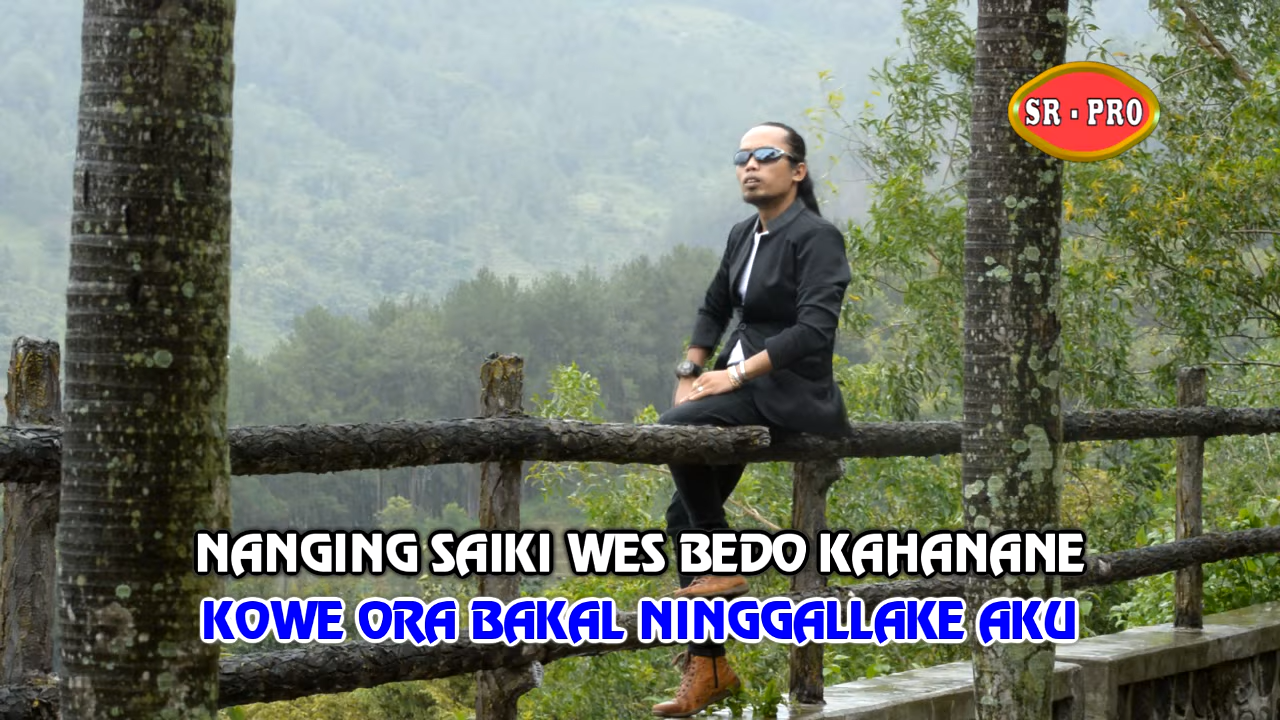 SR - PRO
NANGING SAIKI WES BEDO KAHANANE
KOWE ORA BAKAL NINGGALLAKE AKU